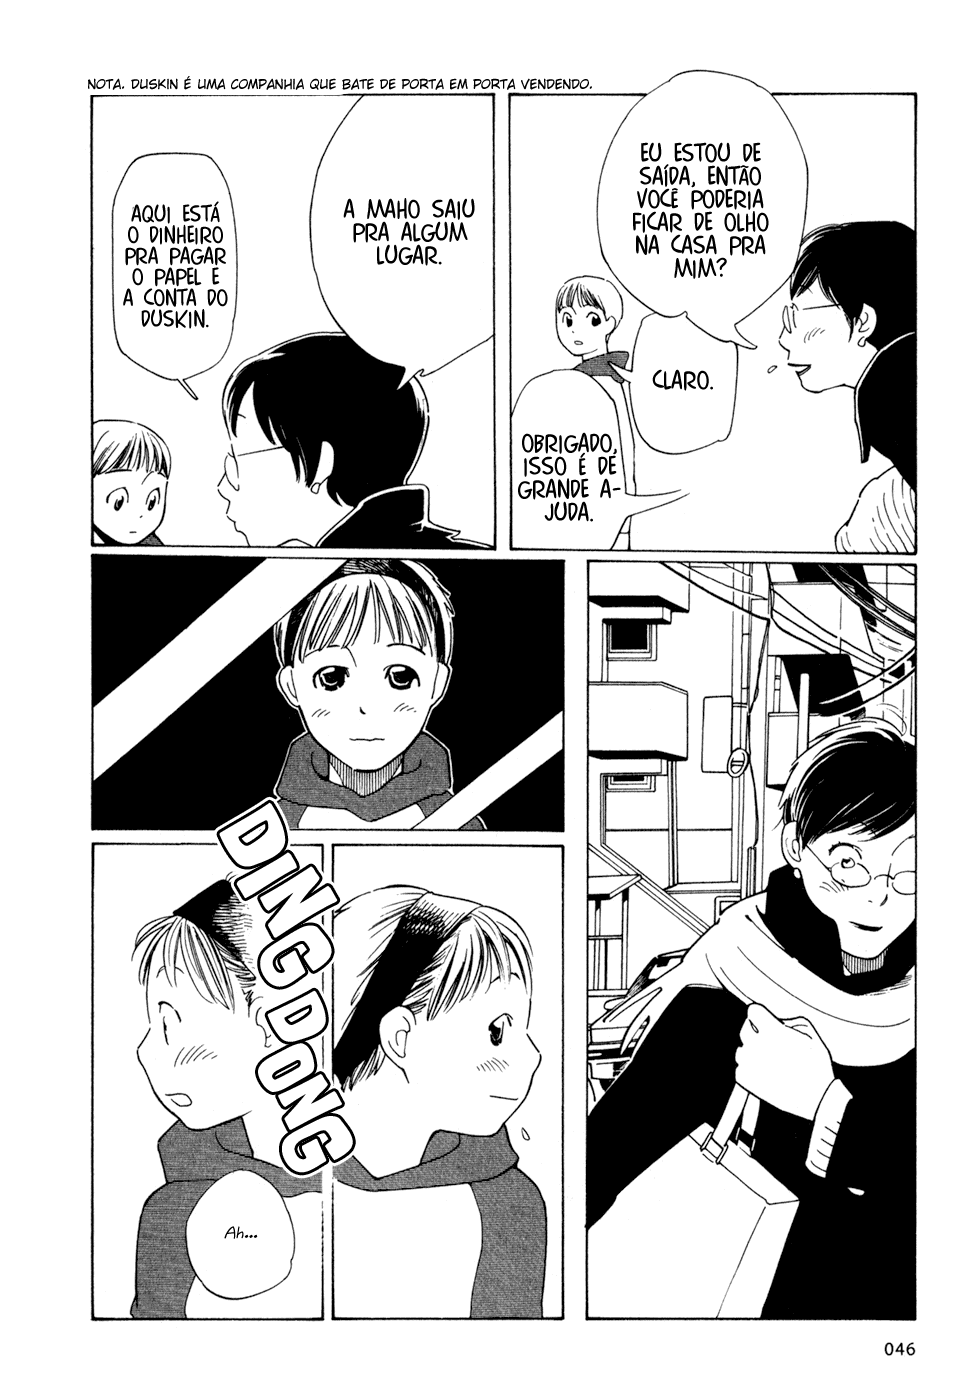 NOTA. DUSKIN É UMA COMPANHIA QUE BATE DE PORTA EM PORTA VENDENDO.
A MAHO SAIU
PRA ALGUM
LUGAR.
AQUI ESTÁ
O DINHEIRO
PRA PAGAR
O PAPEL E
A CONTA DO
DUSKIN.
EU ESTOU DE
SAÍDA, ENTÃO
VOCÊ PODERIA
FICAR DE OLHO
NA CASA PRA
MIM?
CLARO.
OBRIGADO,
ISSO É DE
GRANDE A-
JUDA.
DING DONG
Ah...
046